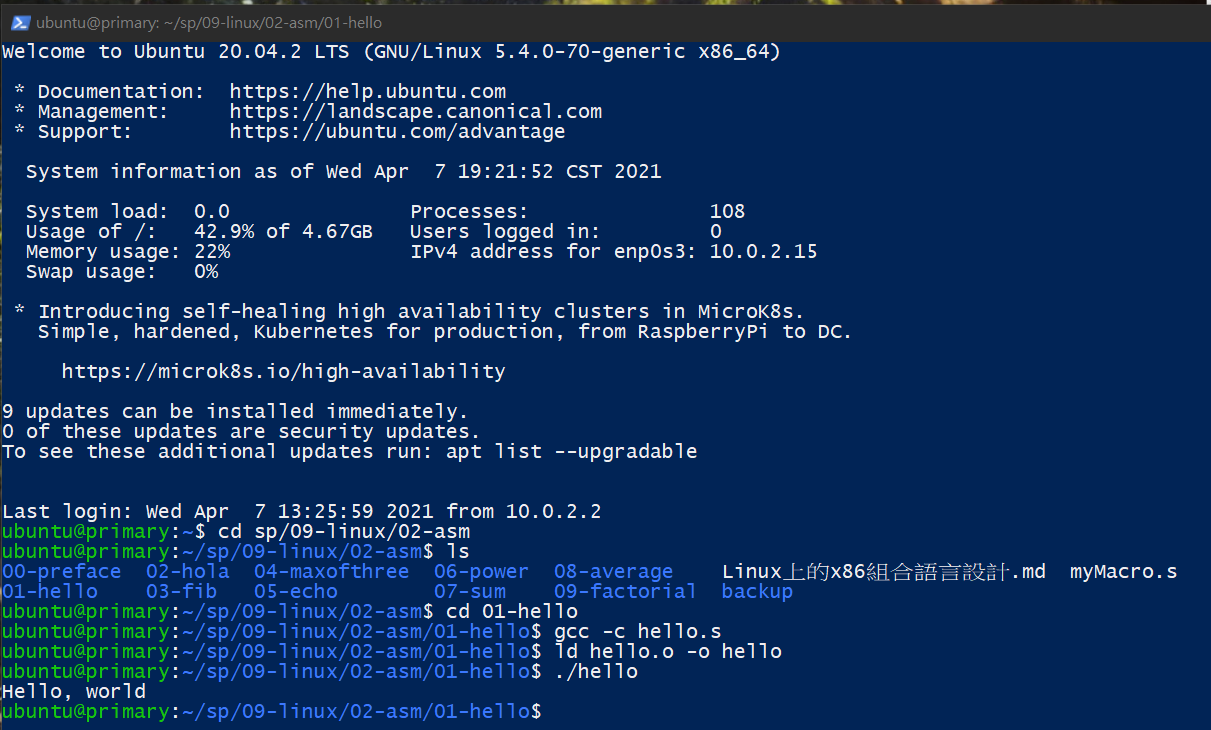 ubuntu@primary: ~/sp/09-linux/02-asm/01-hello
Welcome to Ubuntu 20.04.2 LTS (GNU/Linux 5.4.0-70-generic x86_64)
* Documentation:  https://help.ubuntu.com
* Management:     https://landscape.canonical.com
* Support:        https://ubuntu.com/advantage
System information as of Wed Apr  7 19:21:52 CST 2021
System load:  0.0               Processes:               108
Usage of /:   42.9% of 4.67GB   Users logged in:         0
Memory usage: 22%               IPv4 address for enp0s3: 10.0.2.15
Swap usage:   0%
* Introducing self-healing high availability clusters in MicroK8s.
Simple, hardened, Kubernetes for production, from RaspberryPi to DC.
https://microk8s.io/high-availability
9 updates can be installed immediately.
0 of these updates are security updates.
To see these additional updates run: apt list --upgradable
Last login: Wed Apr  7 13:25:59 2021 from 10.0.2.2
ubuntu@primary:~$ cd sp/09-linux/02-asm
ubuntu@primary:~/sp/09-linux/02-asm$ ls
00-preface  02-hola  04-maxofthree  06-power  08-average    Linux上的x86組合語言設計.md  myMacro.s
01-hello    03-fib   05-echo        07-sum    09-factorial  backup
ubuntu@primary:~/sp/09-linux/02-asm$ cd 01-hello
ubuntu@primary:~/sp/09-linux/02-asm/01-hello$ gcc -c hello.s
ubuntu@primary:~/sp/09-linux/02-asm/01-hello$ ld hello.o -o hello
ubuntu@primary:~/sp/09-linux/02-asm/01-hello$ ./hello
Hello, world
ubuntu@primary:~/sp/09-linux/02-asm/01-hello$